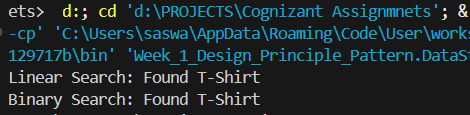 ets>  d:; cd 'd:\PROJECTS\Cognizant Assignmnets'; &
-cp' 'C:\Users\saswa\AppData\Roaming\Code\User\works
129717b\bin' 'Week_1_Design_Principle_Pattern.DataSt
Linear Search: Found T-Shirt
Binary Search: Found T-Shirt